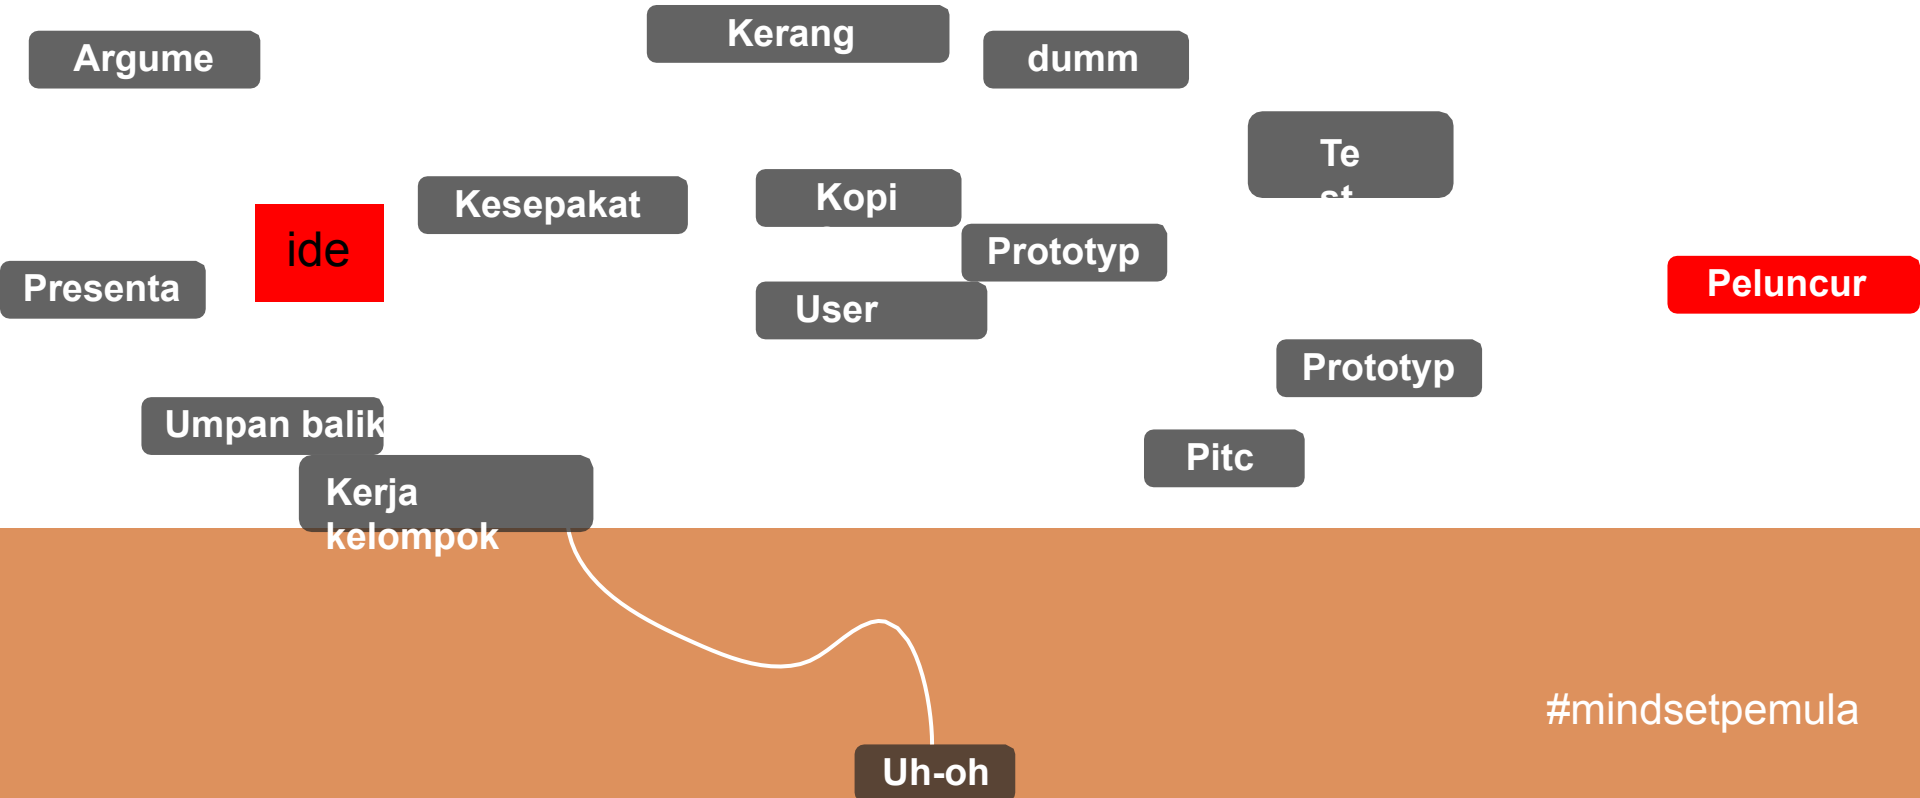 Kerang
Argume
dumm
Te
st
Kesepakat
Kopi
ide
Prototyp
Presenta
Peluncur
User
Prototyp
Umpan balik
Pitc
Kerja
kelompok
#mindsetpemula
Uh-oh